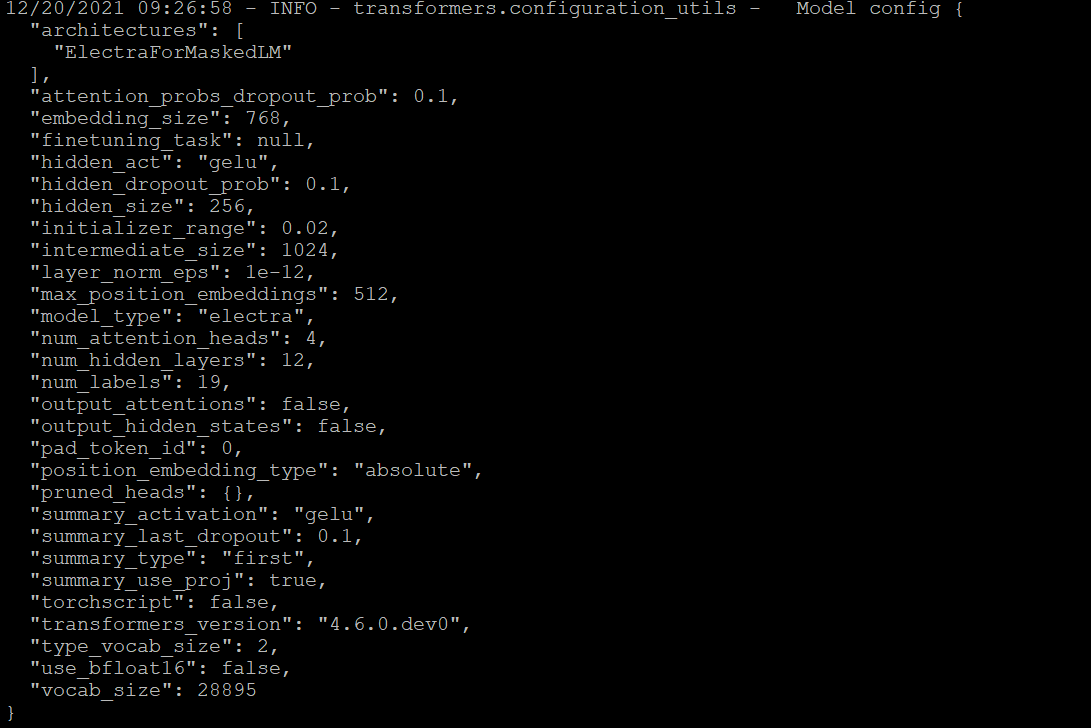 12/20/2021 09:26:58 - INFO - transformers.configuration_utils -   Model config {
  "architectures": [
    "ElectraForMaskedLM"
  ],
  "attention_probs_dropout_prob": 0.1,
  "embedding_size": 768,
  "finetuning_task": null,
  "hidden_act": "gelu",
  "hidden_dropout_prob": 0.1,
  "hidden_size": 256,
  "initializer_range": 0.02,
  "intermediate_size": 1024,
  "layer_norm_eps": 1e-12,
  "max_position_embeddings": 512,
  "model_type": "electra",
  "num_attention_heads": 4,
  "num_hidden_layers": 12,
  "num_labels": 19,
  "output_attentions": false,
  "output_hidden_states": false,
  "pad_token_id": 0,
  "position_embedding_type": "absolute",
  "pruned_heads": {},
  "summary_activation": "gelu",
  "summary_last_dropout": 0.1,
  "summary_type": "first",
  "summary_use_proj": true,
  "torchscript": false,
  "transformers_version": "4.6.0.dev0",
  "type_vocab_size": 2,
  "use_bfloat16": false,
  "vocab_size": 28895
}